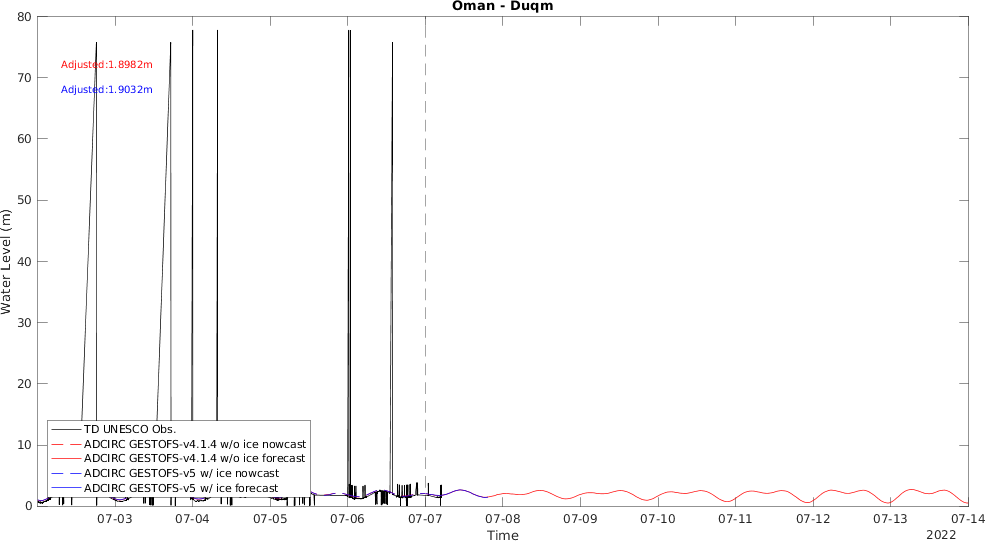 Oman - Duqm
80
70
60
50
40
30
20
10
0
Water Level (m)
Adjusted:1.8982m
Adjusted:1.9032m
TD UNESCO Obs.
ADCIRC GESTOFS-v4.1.4 w/o ice nowcast
ADCIRC GESTOFS-v4.1.4 w/o ice forecast
ADCIRC GESTOFS-v5 w/ ice nowcast
ADCIRC GESTOFS-v5 w/ ice forecast
07-03 07-04 07-05 07-06 07-07 07-08 07-09 07-10 07-11 07-12 07-13 07-14
Time
2022